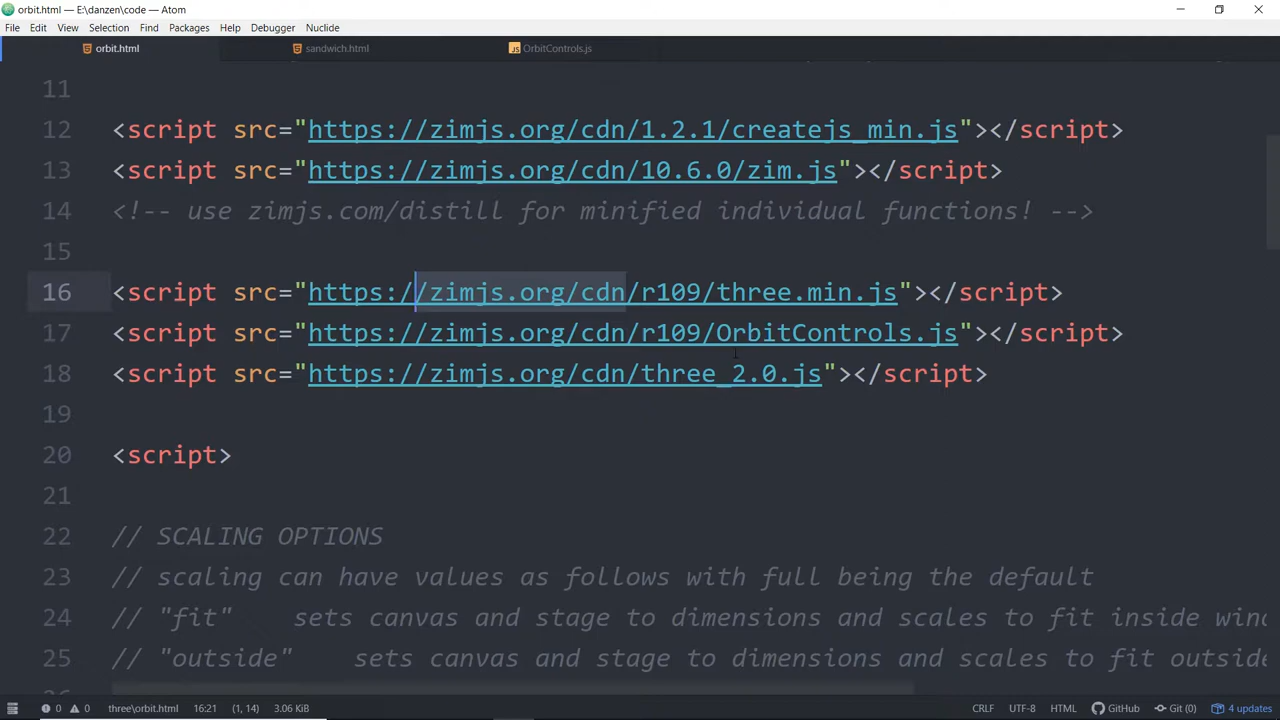 orbit.html — E:\danzen\code — Atom
File Edit View Selection Find Packages Help Debugger Nuclide
orbit.html sandwich.html JS OrbitControls.js
11
12 <script src="https://zimjs.org/cdn/1.2.1/createjs_min.js"></script>
13 <script src="https://zimjs.org/cdn/10.6.0/zim.js"></script>
14 <!-- use zimjs.com/distill for minified individual functions! -->
15
16 <script src="https://zimjs.org/cdn/r109/three.min.js"></script>
17 <script src="https://zimjs.org/cdn/r109/OrbitControls.js"></script>
18 <script src="https://zimjs.org/cdn/three_2.0.js"></script>
19
20 <script>
21
22 // SCALING OPTIONS
23 // scaling can have values as follows with full being the default
24 // "fit" sets canvas and stage to dimensions and scales to fit inside wind
25 // "outside" sets canvas and stage to dimensions and scales to fit outside
0 0 three\orbit.html 16:21 (1, 14) 3.06 KiB CRLF UTF-8 HTML GitHub Git (0) 4 updates